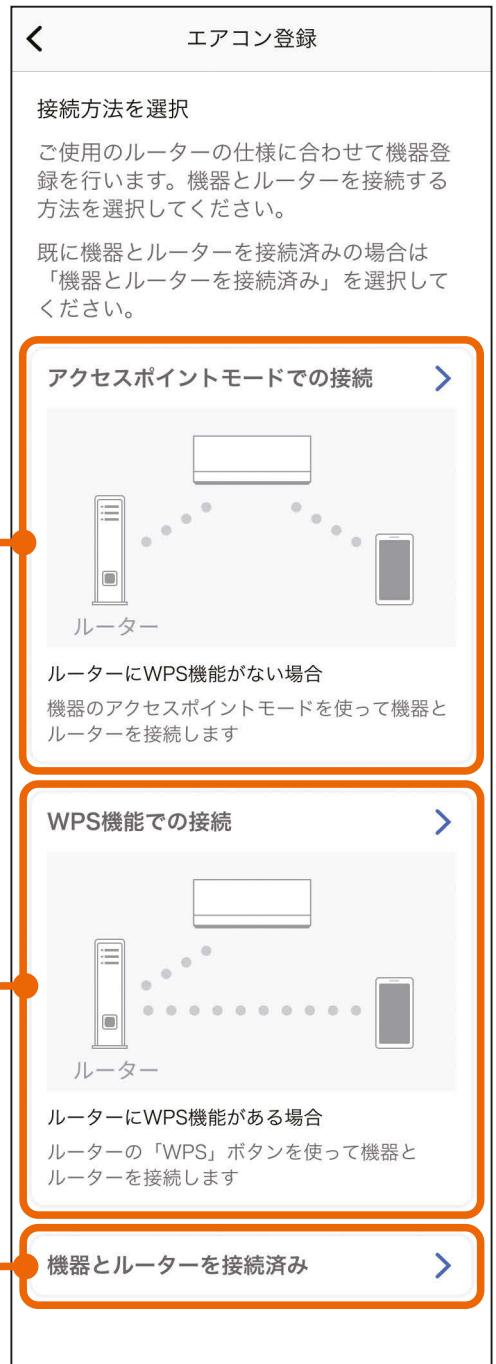 エアコン登録
接続方法を選択
ご使用のルーターの仕様に合わせて機器登
録を行います。機器とルーターを接続する
方法を選択してください。
既に機器とルーターを接続済みの場合は
「機器とルーターを接続済み」を選択して
ください。
アクセスポイントモードでの接続
ルーター
ルーターにWPS機能がない場合
機器のアクセスポイントモードを使って機器と
ルーターを接続します
WPS機能での接続
ルーター
ルーターにWPS機能がある場合
ルーターの「WPS」ボタンを使って機器と
ルーターを接続します
機器とルーターを接続済み